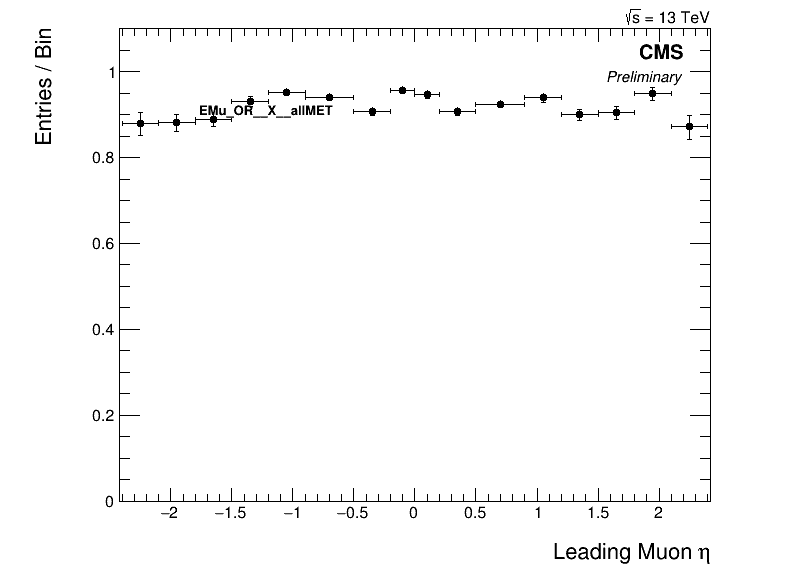 √s = 13 TeV
CMS
Preliminary
Entries / Bin
EMu_OR__X__allMET
1
0.8
0.6
0.4
0.2
0
−2 −1.5 −1 −0.5 0 0.5 1 1.5 2
Leading Muon η